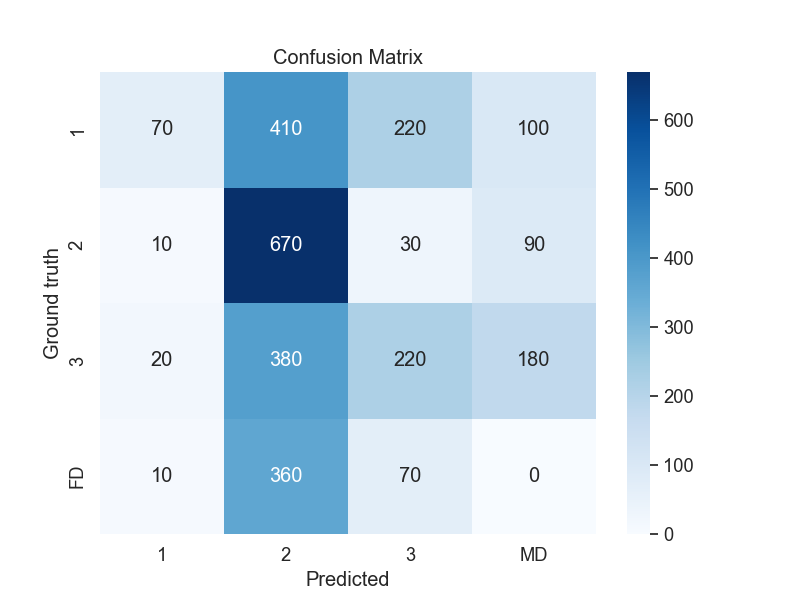 Confusion Matrix
Ground truth
1 70 410 220 100
2 10 670 30 90
3 20 380 220 180
FD 10 360 70 0
1 2 3 MD
Predicted
600
500
400
300
200
100
0